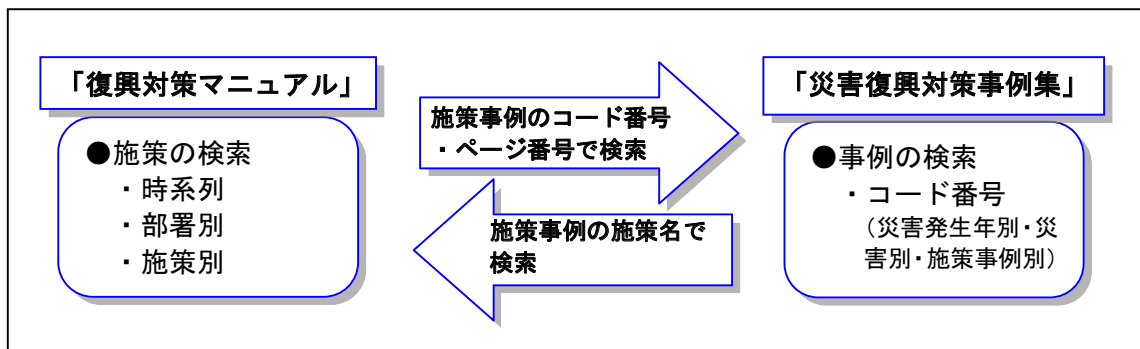 「復興対策マニュアル」
●施策の検索
・時系列
・部署別
・施策別
施策事例のコード番号
・ページ番号で検索
施策事例の施策名で
検索
「災害復興対策事例集」
●事例の検索
・コード番号
（災害発生年別・災
害別・施策事例別）